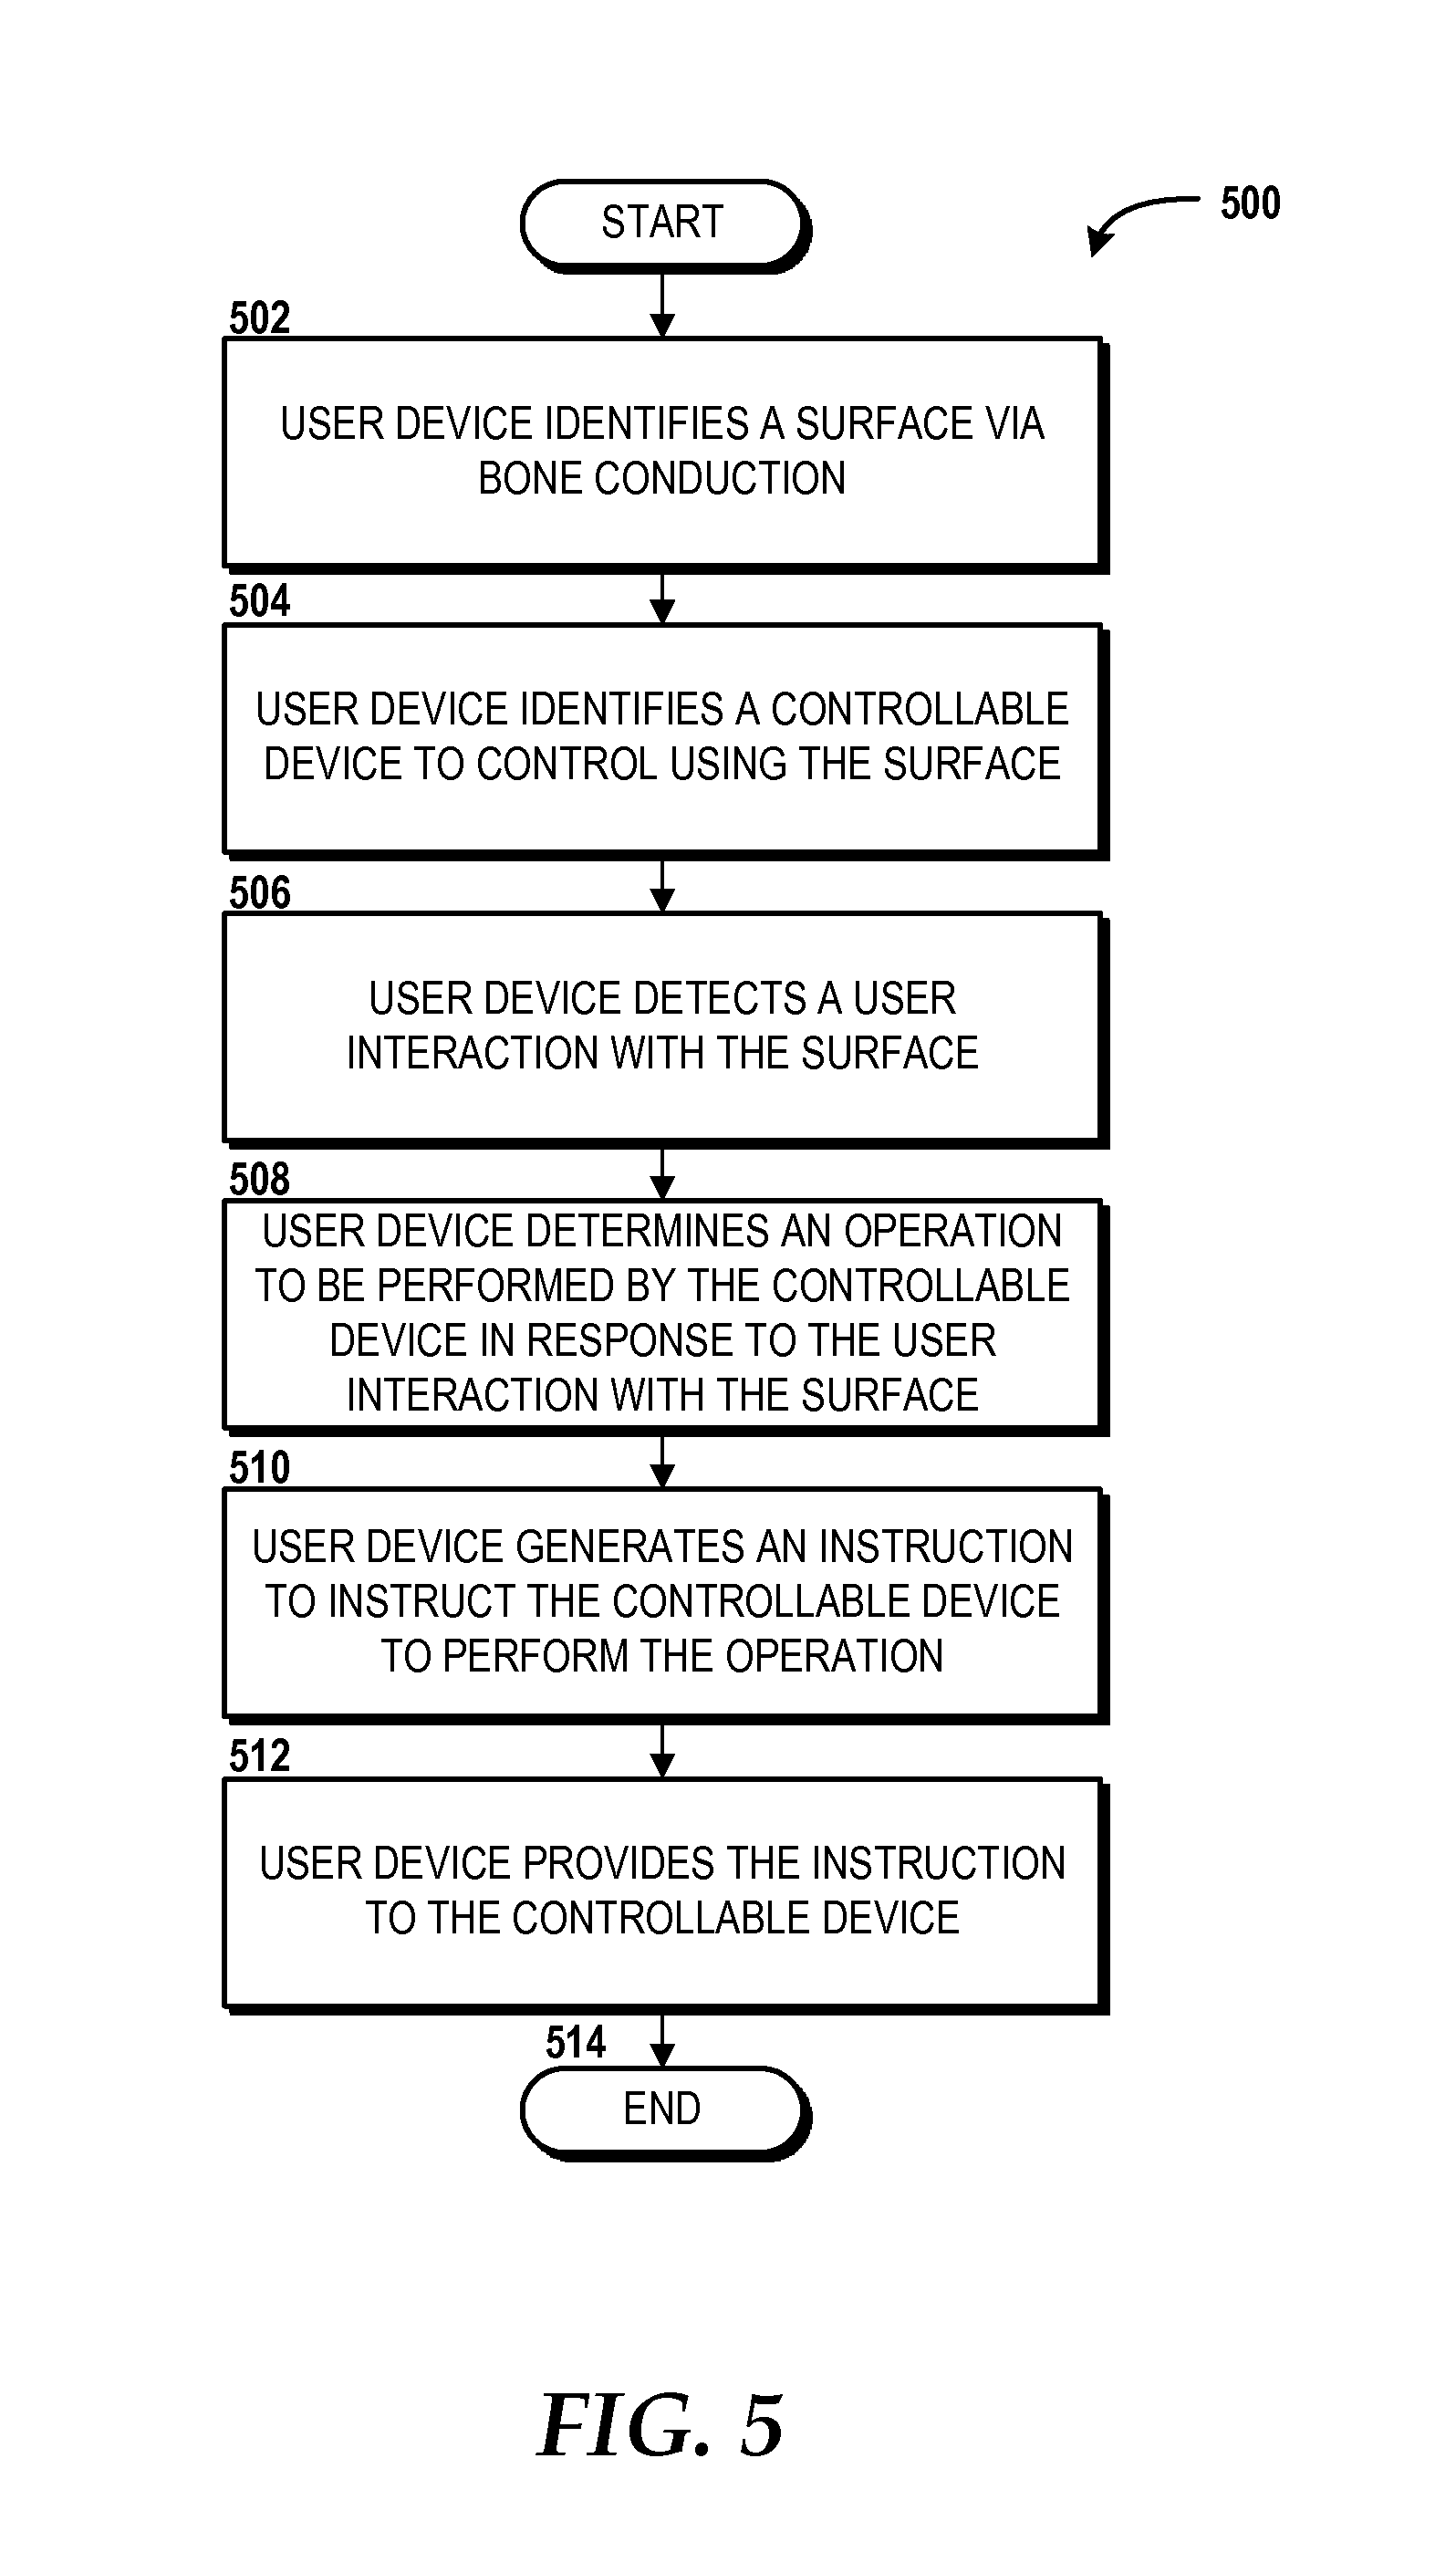 START
500
502
USER DEVICE IDENTIFIES A SURFACE VIA
BONE CONDUCTION
504
USER DEVICE IDENTIFIES A CONTROLLABLE
DEVICE TO CONTROL USING THE SURFACE
506
USER DEVICE DETECTS A USER
INTERACTION WITH THE SURFACE
508
USER DEVICE DETERMINES AN OPERATION
TO BE PERFORMED BY THE CONTROLLABLE
DEVICE IN RESPONSE TO THE USER
INTERACTION WITH THE SURFACE
510
USER DEVICE GENERATES AN INSTRUCTION
TO INSTRUCT THE CONTROLLABLE DEVICE
TO PERFORM THE OPERATION
512
USER DEVICE PROVIDES THE INSTRUCTION
TO THE CONTROLLABLE DEVICE
514
END
FIG. 5